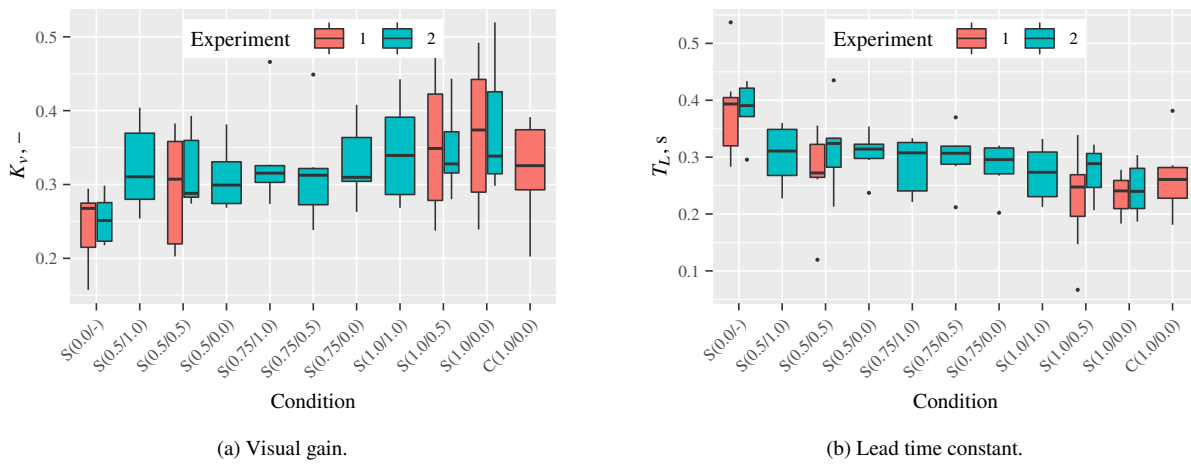 Experiment 1 2
0.5
0.4
0.3
0.2
K_v, −
S(0.0/-)
S(0.5/1.0)
S(0.5/0.5)
S(0.5/0.0)
S(0.75/1.0)
S(0.75/0.5)
S(0.75/0.0)
S(1.0/1.0)
S(1.0/0.5)
S(1.0/0.0)
C(1.0/0.0)
Condition
(a) Visual gain.
Experiment 1 2
0.5
0.4
0.3
0.2
0.1
T_L, s
S(0.0/-)
S(0.5/1.0)
S(0.5/0.5)
S(0.5/0.0)
S(0.75/1.0)
S(0.75/0.5)
S(0.75/0.0)
S(1.0/1.0)
S(1.0/0.5)
S(1.0/0.0)
C(1.0/0.0)
Condition
(b) Lead time constant.